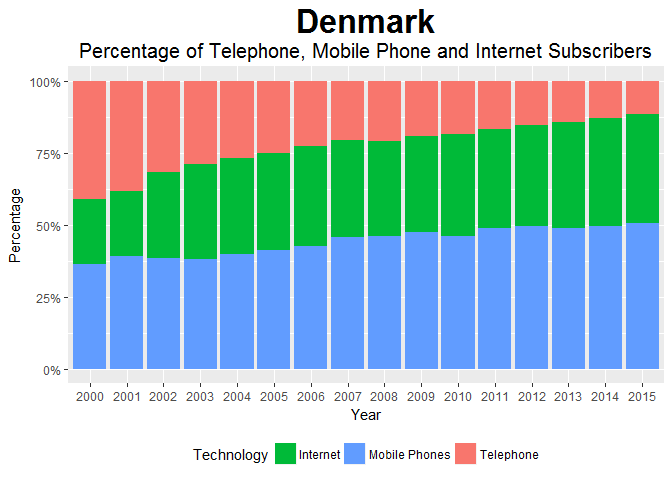 Denmark
Percentage of Telephone, Mobile Phone and Internet Subscribers
Percentage
100%
75%
50%
25%
0%
2000 2001 2002 2003 2004 2005 2006 2007 2008 2009 2010 2011 2012 2013 2014 2015
Year
Technology Internet Mobile Phones Telephone